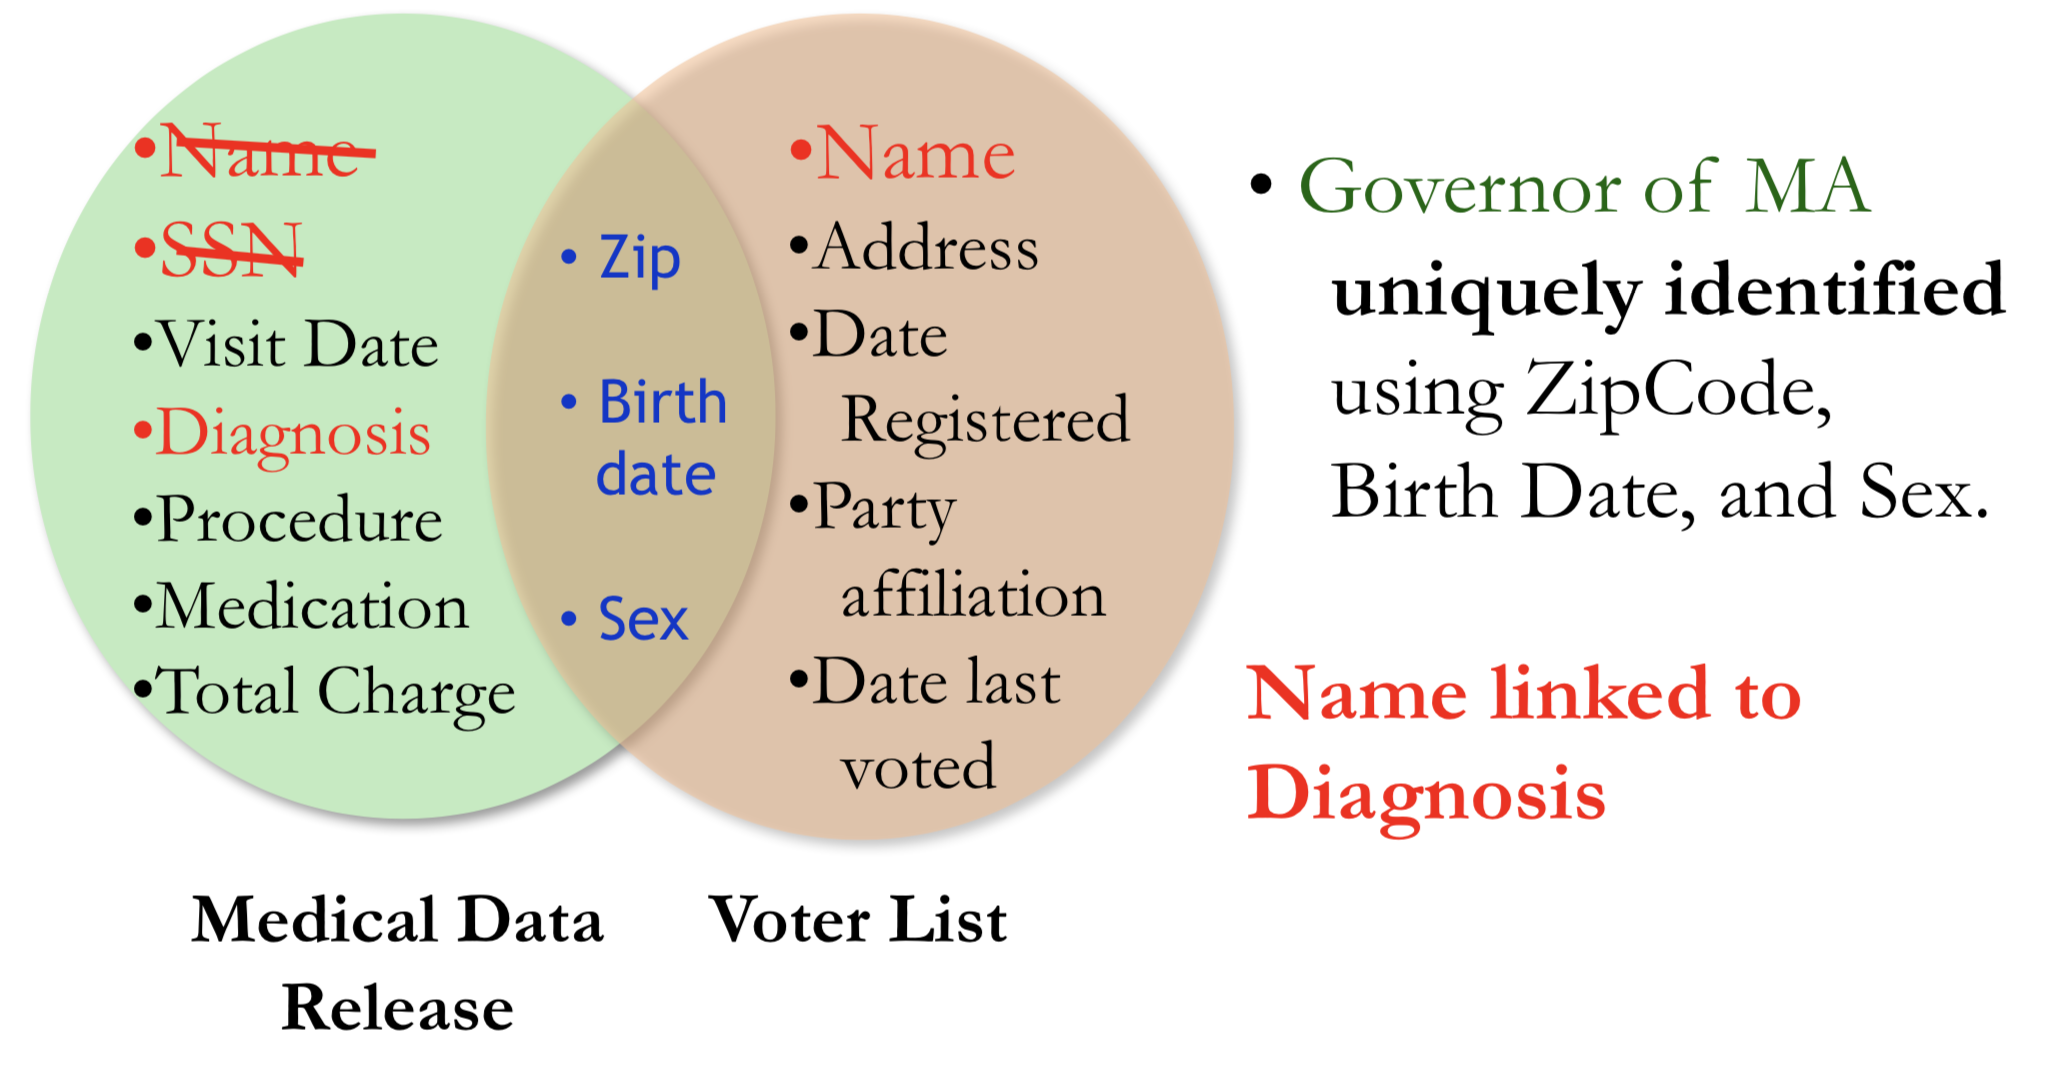 •Name
•SSN
•Visit Date
•Diagnosis
•Procedure
•Medication
•Total Charge
• Zip
• Birth
date
• Sex
•Name
•Address
•Date
Registered
•Party
affiliation
•Date last
voted
Medical Data
Release
Voter List
• Governor of MA
uniquely identified
using ZipCode,
Birth Date, and Sex.
Name linked to
Diagnosis